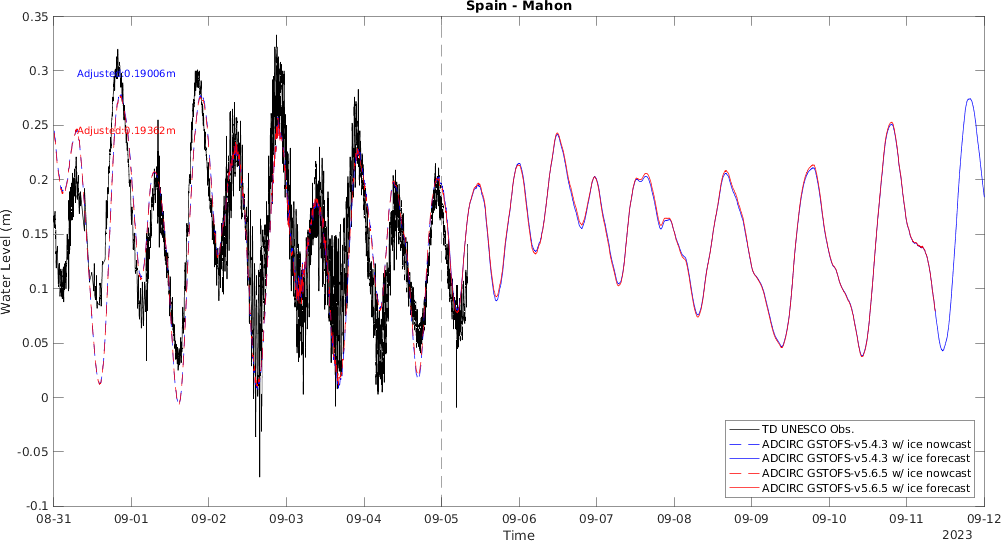 Spain - Mahon
0.35
0.3
0.25
0.2
0.15
0.1
0.05
0
-0.05
-0.1
Water Level (m)
Adjusted:0.19006m
Adjusted:0.19362m
TD UNESCO Obs.
ADCIRC GSTOFS-v5.4.3 w/ ice nowcast
ADCIRC GSTOFS-v5.4.3 w/ ice forecast
ADCIRC GSTOFS-v5.6.5 w/ ice nowcast
ADCIRC GSTOFS-v5.6.5 w/ ice forecast
08-31 09-01 09-02 09-03 09-04 09-05 09-06 09-07 09-08 09-09 09-10 09-11 09-12
Time
2023